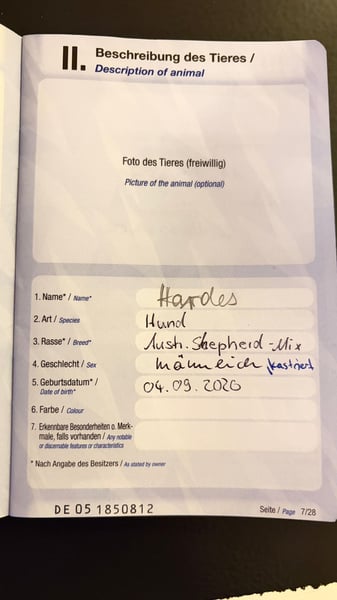 II. Beschreibung des Tieres /
Description of animal
Foto des Tieres (freiwillig)
Picture of the animal (optional)
1. Name* / Name* Hardes
2. Art / Species Hund
3. Rasse* / Breed* Aust. Shepherd-Mix
4. Geschlecht / Sex männlich kastriert
5. Geburtsdatum* / 04.09.2020
Date of birth*
6. Farbe / Colour
7. Erkennbare Besonderheiten o. Merk-
male, falls vorhanden / Any notable
or discernable features or characteristics
* Nach Angabe des Besitzers / As stated by owner
DE 05 1850812 Seite / Page 7/28